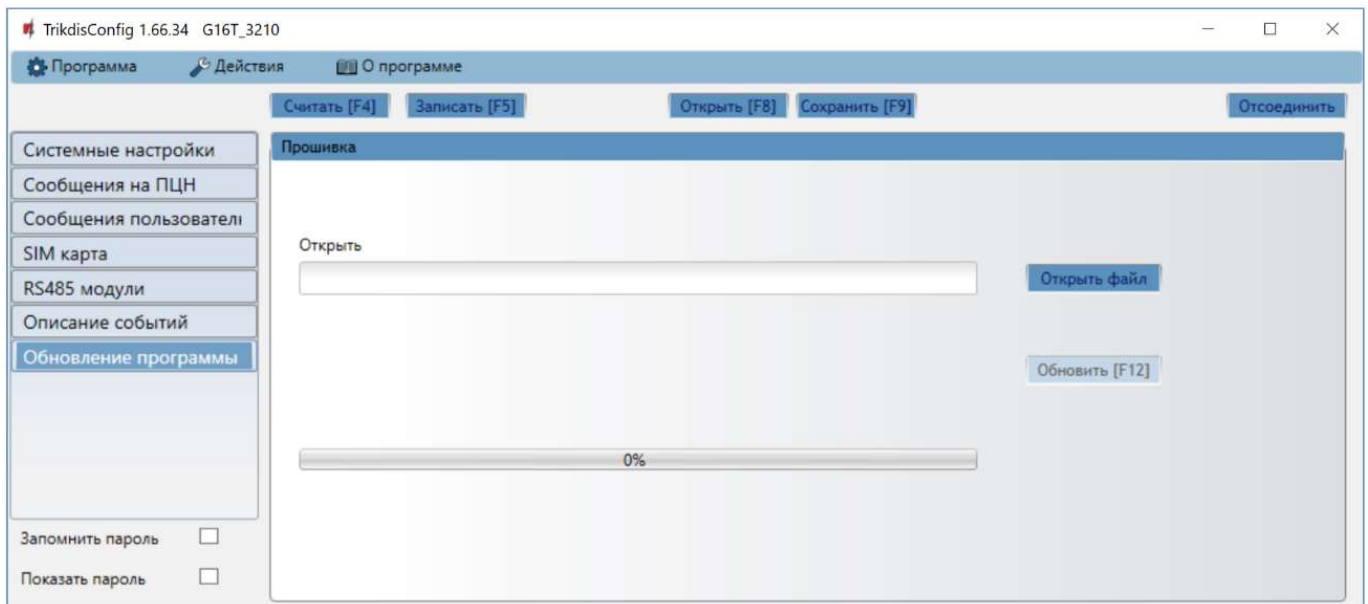 TrikdisConfig 1.66.34 G16T_3210
Программа Действия О программе
Считать [F4] Записать [F5] Открыть [F8] Сохранить [F9] Отсоединить
Системные настройки
Сообщения на ПЦН
Сообщения пользовател
SIM карта
RS485 модули
Описание событий
Обновление программы
Прошивка
Открыть
Открыть файл
Обновить [F12]
0%
Запомнить пароль
Показать пароль